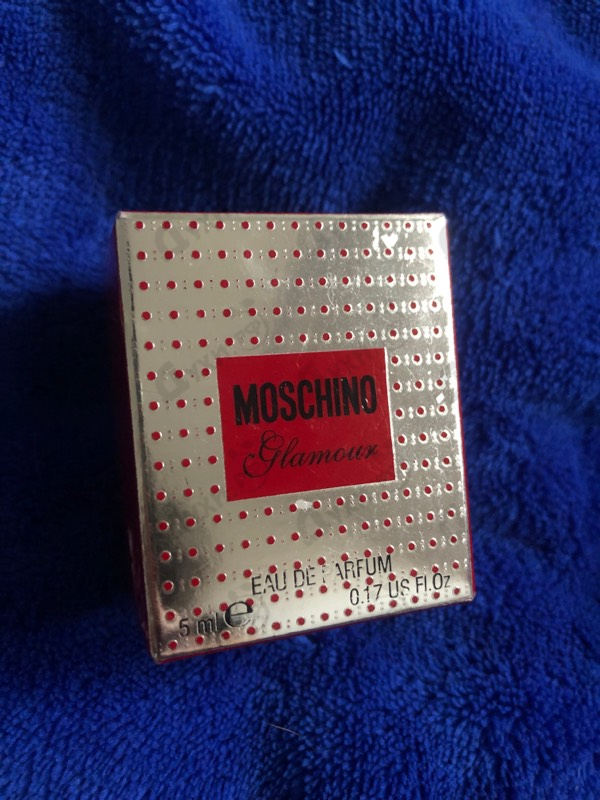 MOSCHINO
Glamour
EAU DE PARFUM
5 ml e 0.17 US Fl.Oz